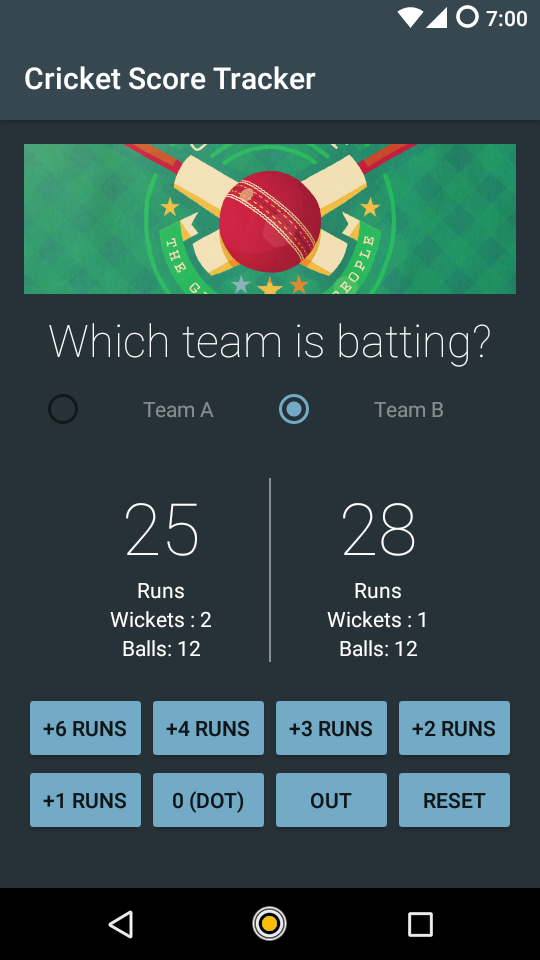 7:00
Cricket Score Tracker
THE
PEOPLE
Which team is batting?
Team A Team B
25 28
Runs Runs
Wickets : 2 Wickets : 1
Balls: 12 Balls: 12
+6 RUNS +4 RUNS +3 RUNS +2 RUNS
+1 RUNS 0 (DOT) OUT RESET